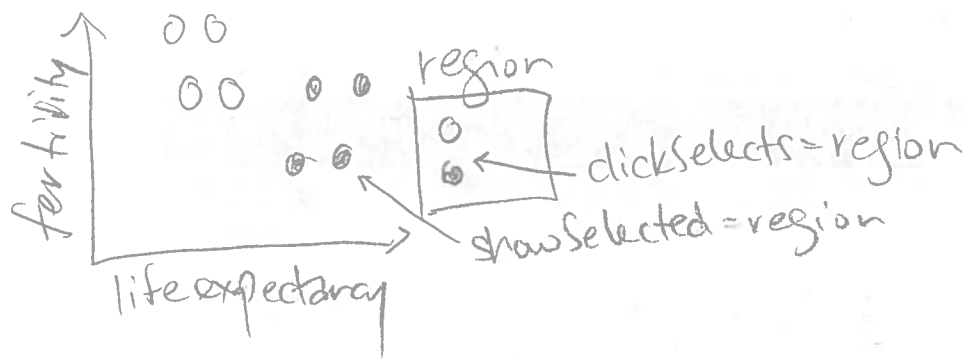 fertility
region
clickSelects=region
showSelected=region
life expectancy